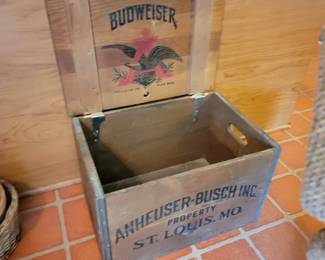 BUDWEISER
ANHEUSER-BUSCH INC.
PROPERTY
ST. LOUIS, MO.